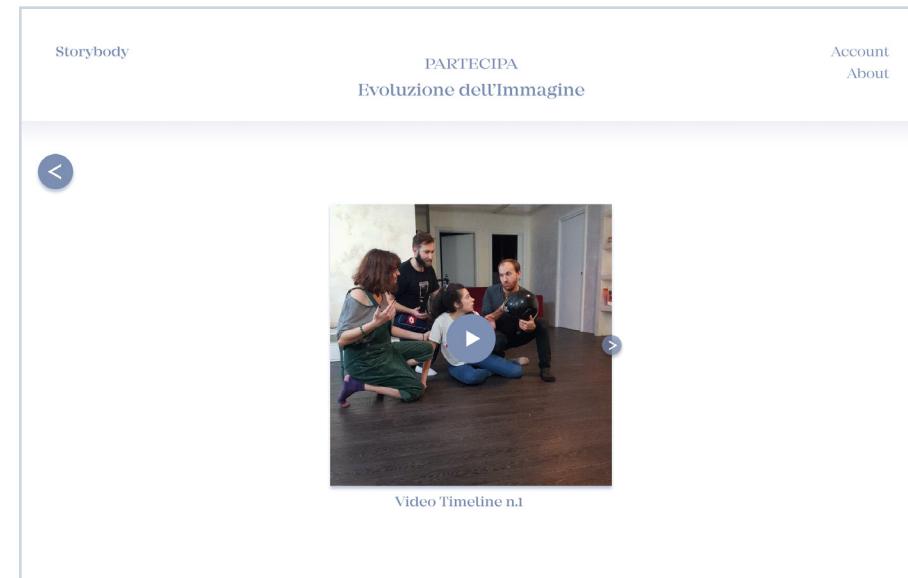 Storybody
PARTECIPA
Evoluzione dell'Immagine
Account
About
<
>
Video Timeline n.1